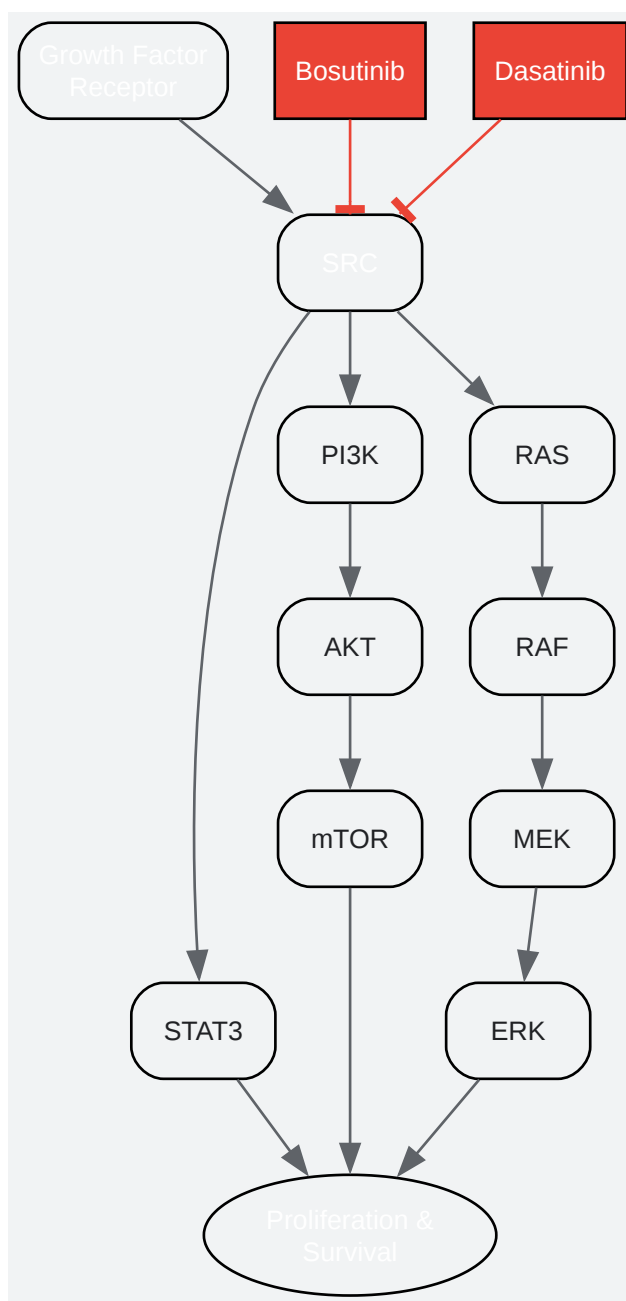 Growth Factor
Receptor
Bosutinib
Dasatinib
SRC
PI3K
RAS
AKT
RAF
mTOR
MEK
STAT3
ERK
Proliferation &
Survival